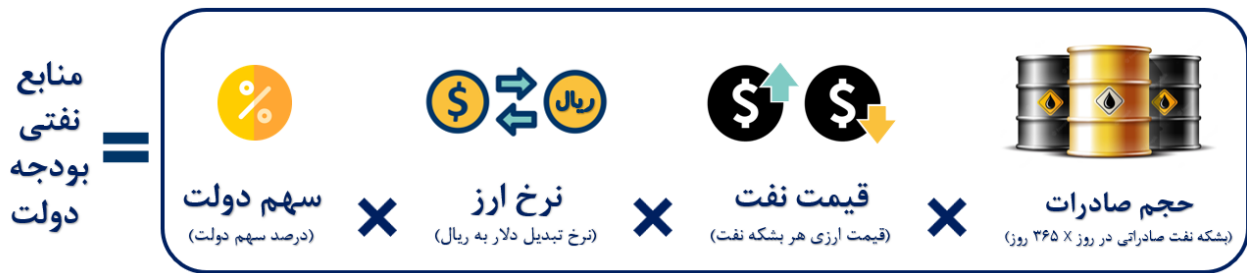 حجم صادرات
(بشکه نفت صادراتی در روز X ۳۶۵ روز)
×
قیمت نفت
(قیمت ارزی هر بشکه نفت)
×
نرخ ارز
(نرخ تبدیل دلار به ریال)
×
سهم دولت
(درصد سهم دولت)
=
منابع
نفتی
بودجه
دولت
$
$
$
ریال
%